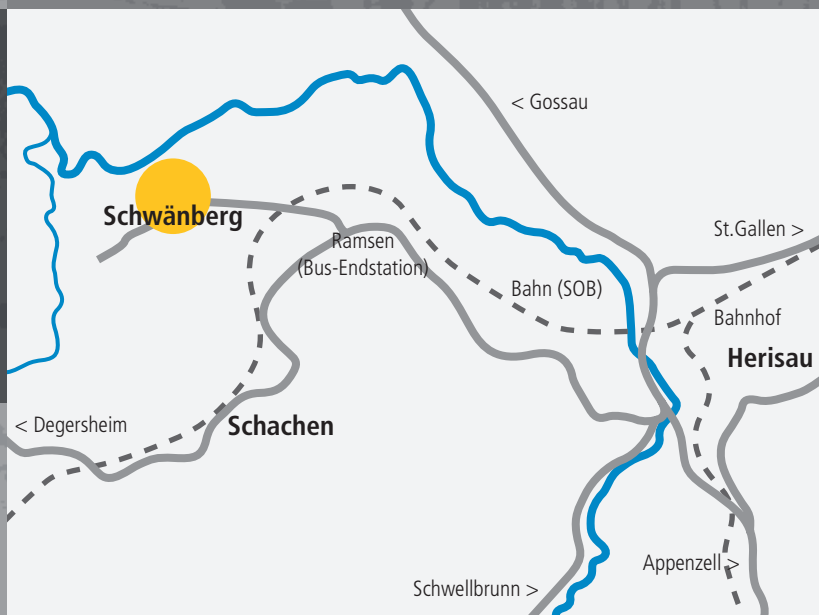 < Gossau
Schwänberg
St.Gallen >
Ramsen
(Bus-Endstation)
Bahn (SOB)
Bahnhof
Herisau
< Degersheim
Schachen
Appenzell >
Schwellbrunn >